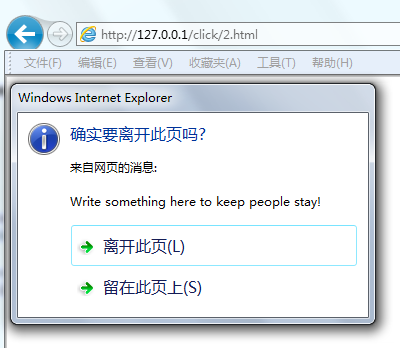 http://127.0.0.1/click/2.html
文件(F) 编辑(E) 查看(V) 收藏夹(A) 工具(T) 帮助(H)
Windows Internet Explorer
确实要离开此页吗?
来自网页的消息:
Write something here to keep people stay!
离开此页(L)
留在此页上(S)